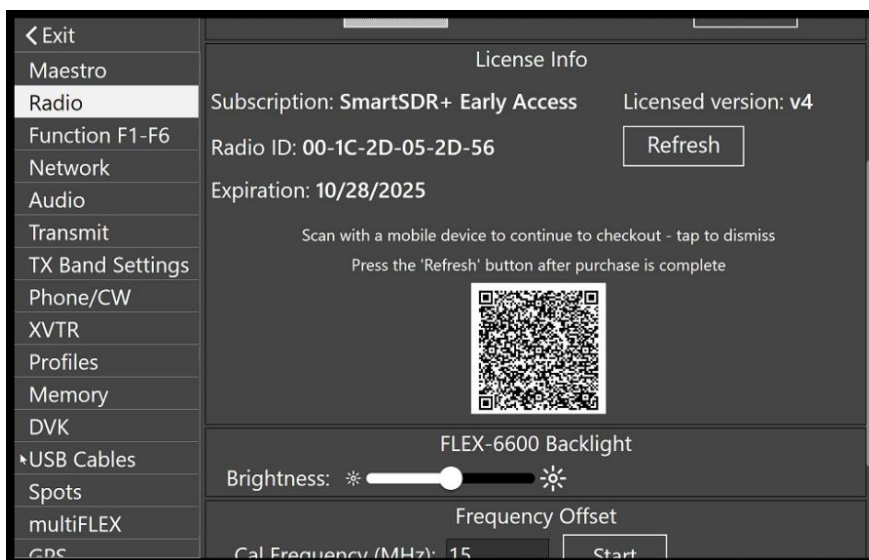 Exit
Maestro
Radio
Function F1-F6
Network
Audio
Transmit
TX Band Settings
Phone/CW
XVTR
Profiles
Memory
DVK
USB Cables
Spots
multiFLEX
GPS
License Info
Subscription: SmartSDR+ Early Access
Licensed version: v4
Radio ID: 00-1C-2D-05-2D-56
Refresh
Expiration: 10/28/2025
Scan with a mobile device to continue to checkout - tap to dismiss
Press the 'Refresh' button after purchase is complete
FLEX-6600 Backlight
Brightness:
Frequency Offset
Cal Frequency (MHz): 15
Start